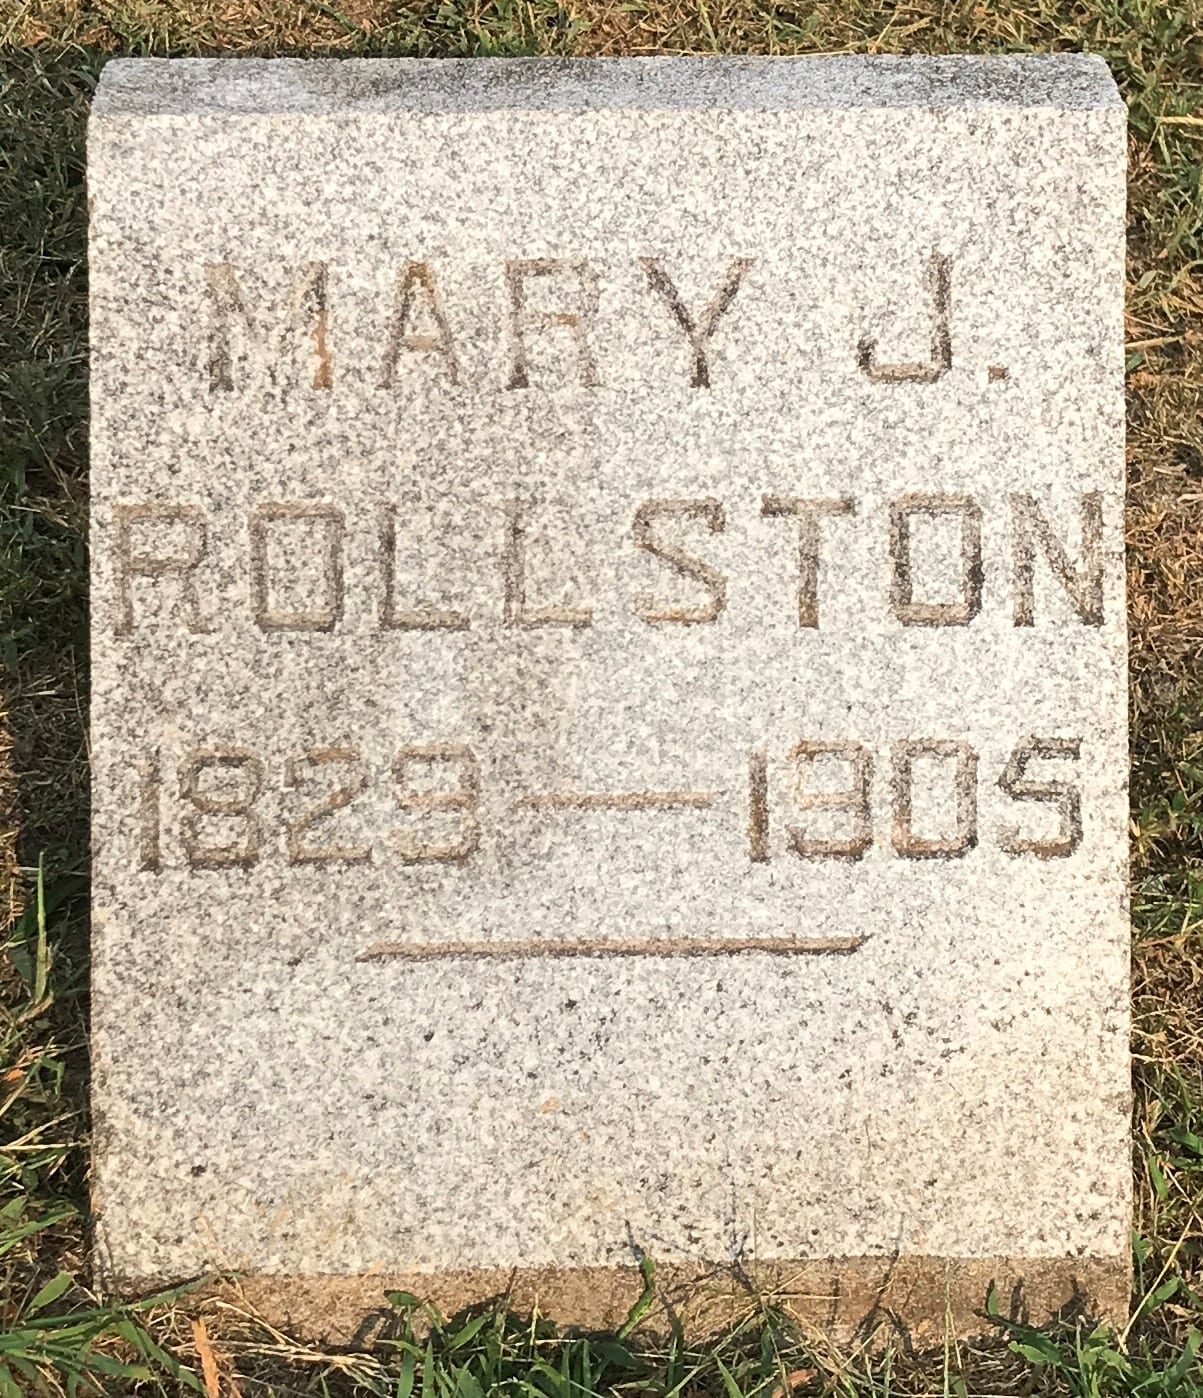 MARY J.
ROLLSTON
1829 — 1905